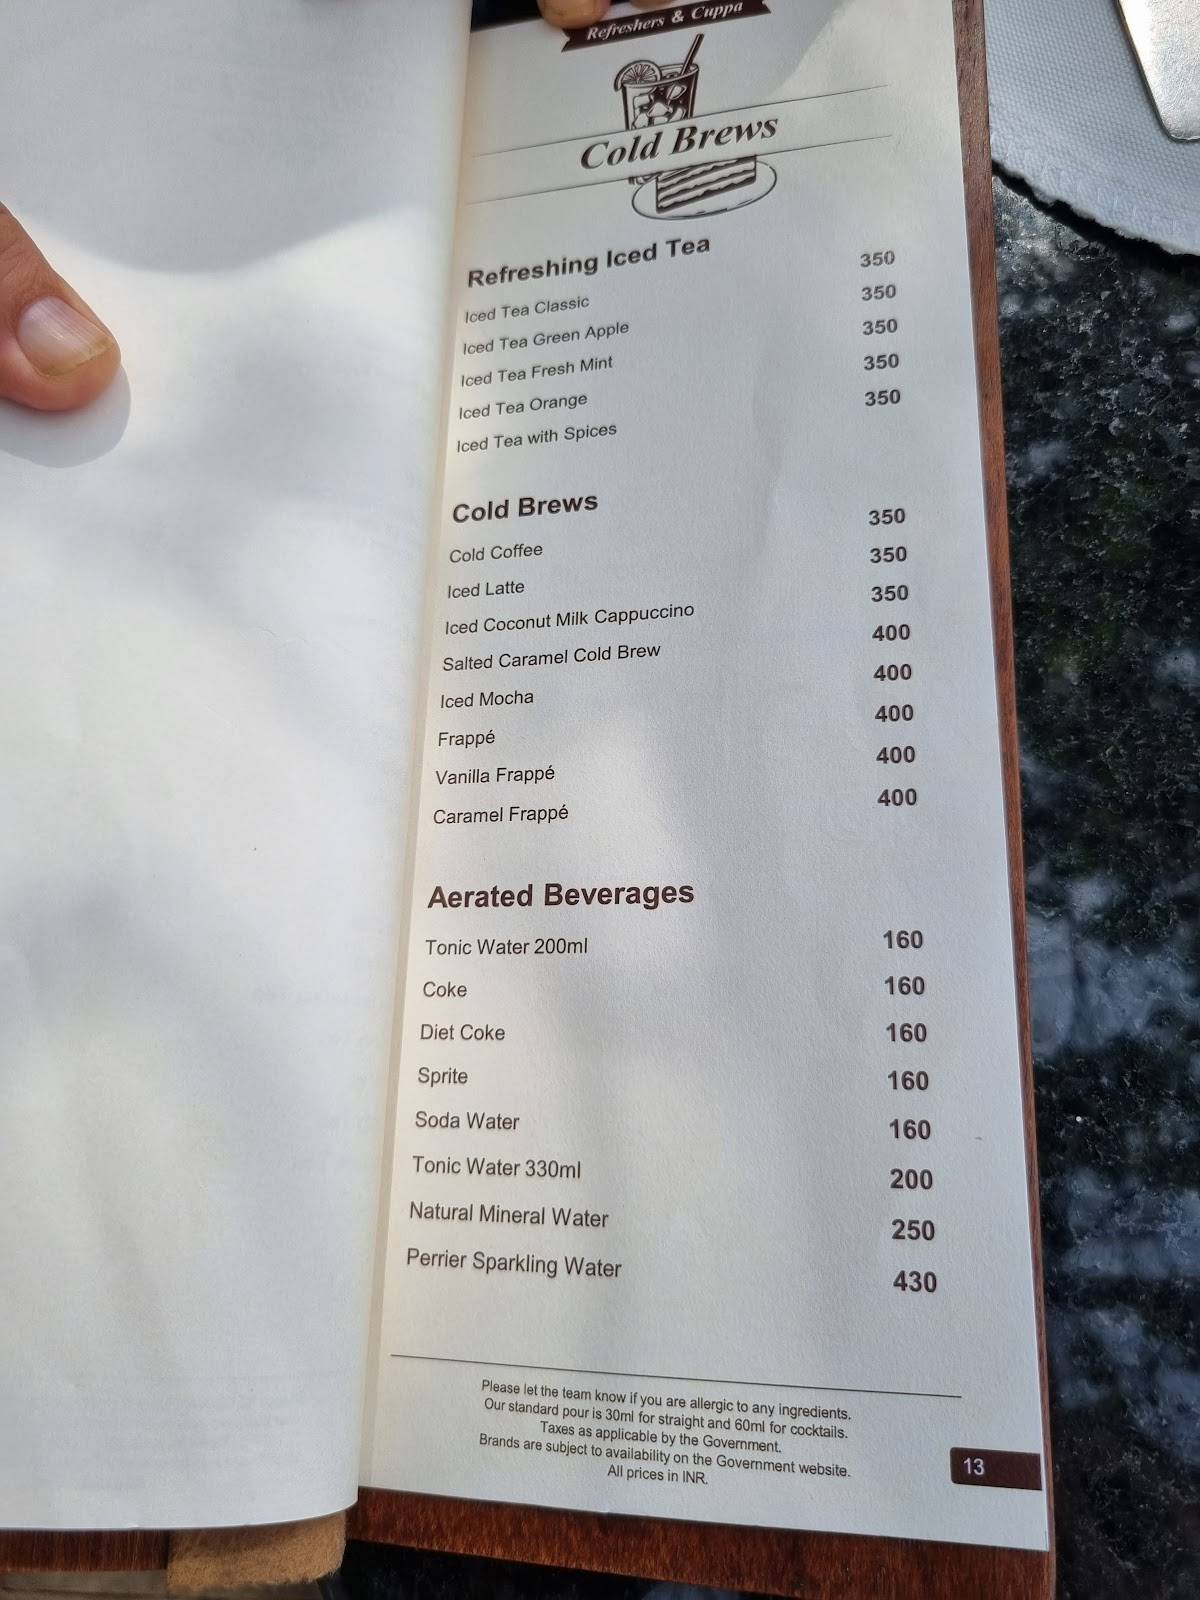 Refreshers & Cuppa
Cold Brews
Refreshing Iced Tea
Iced Tea Classic 350
Iced Tea Green Apple 350
Iced Tea Fresh Mint 350
Iced Tea Orange 350
Iced Tea with Spices 350
Cold Brews
Cold Coffee 350
Iced Latte 350
Iced Coconut Milk Cappuccino 350
Salted Caramel Cold Brew 400
Iced Mocha 400
Frappé 400
Vanilla Frappé 400
Caramel Frappé 400
Aerated Beverages
Tonic Water 200ml 160
Coke 160
Diet Coke 160
Sprite 160
Soda Water 160
Tonic Water 330ml 200
Natural Mineral Water 250
Perrier Sparkling Water 430
Please let the team know if you are allergic to any ingredients.
Our standard pour is 30ml for straight and 60ml for cocktails.
Taxes as applicable by the Government.
Brands are subject to availability on the Government website.
All prices in INR.
13